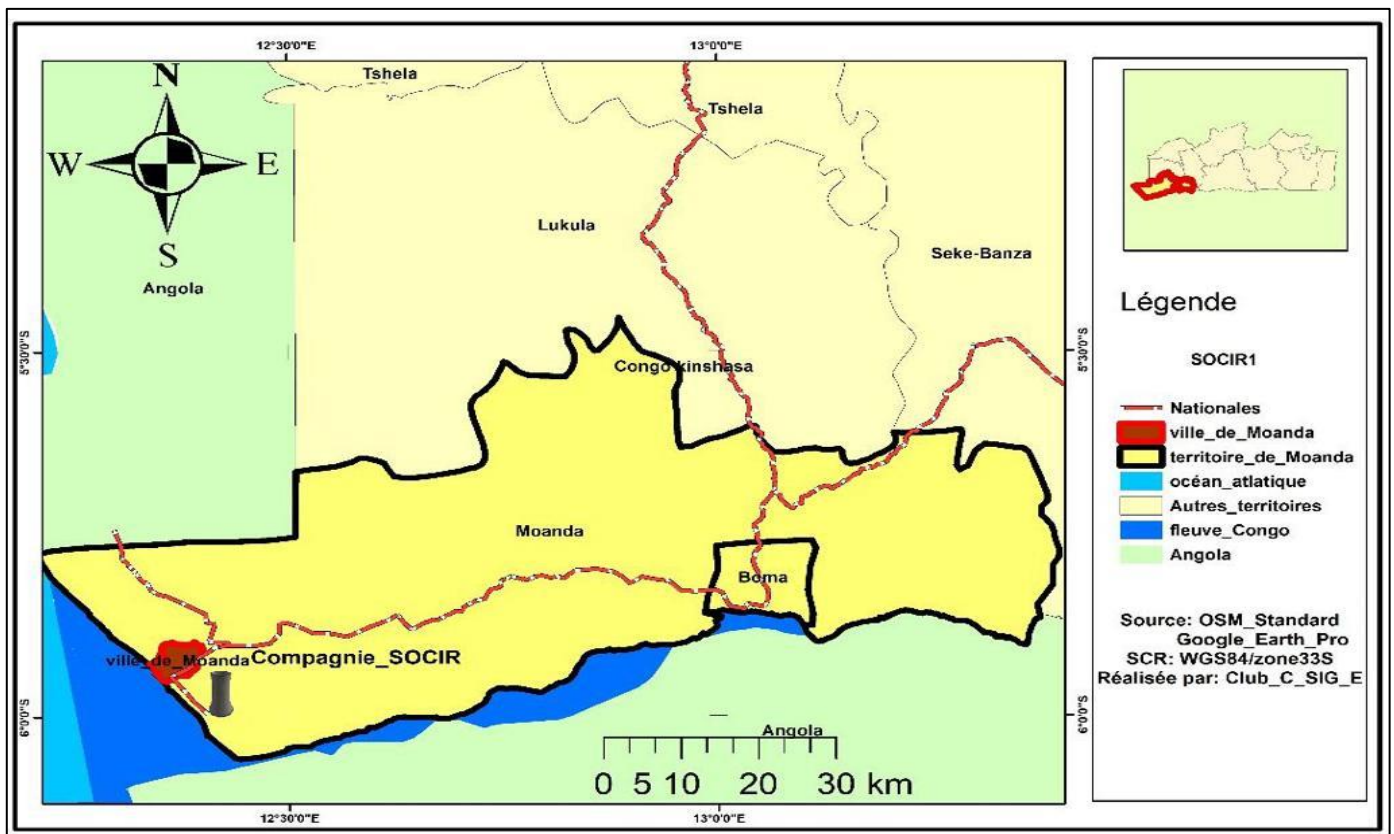 12°30'0"E
13°0'0"E
N
W
E
S
Tshela
Tshela
Lukula
Seke-Banza
Angola
5°30'0"S
5°30'0"S
Congo kinshasa
Moanda
Boma
ville_de_Moanda
Compagnie_SOCIR
6°0'0"S
6°0'0"S
Angola
0 5 10 20 30 km
12°30'0"E
13°0'0"E
Légende
SOCIR1
Nationales
ville_de_Moanda
territoire_de_Moanda
océan_atlatique
Autres_territoires
fleuve_Congo
Angola
Source: OSM_Standard
Google_Earth_Pro
SCR: WGS84/zone33S
Réalisée par: Club_C_SIG_E